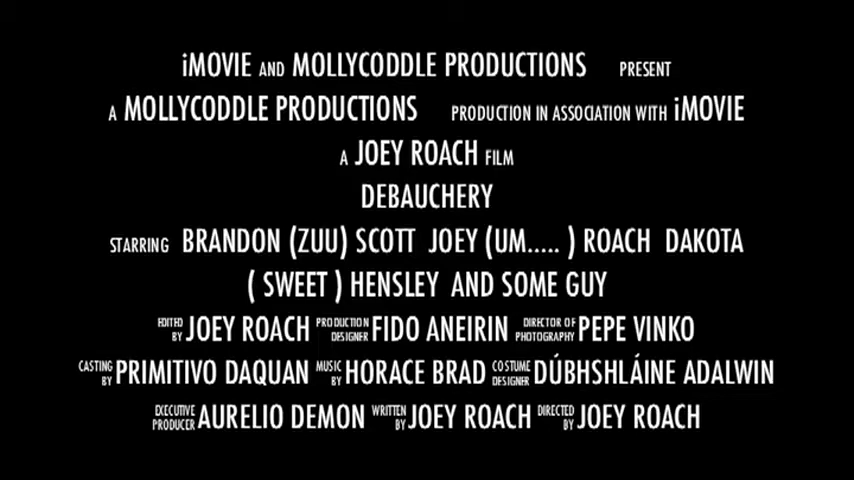 iMOVIE AND MOLLYCODDLE PRODUCTIONS PRESENT
A MOLLYCODDLE PRODUCTIONS PRODUCTION IN ASSOCIATION WITH iMOVIE
A JOEY ROACH FILM
DEBAUCHERY
STARRING BRANDON (ZUU) SCOTT JOEY (UM..... ) ROACH DAKOTA
( SWEET ) HENSLEY AND SOME GUY
EDITED BY JOEY ROACH PRODUCTION DESIGNER FIDO ANEIRIN DIRECTOR OF PHOTOGRAPHY PEPE VINKO
CASTING BY PRIMITIVO DAQUAN MUSIC BY HORACE BRAD COSTUME DESIGNER DÚBHSHLÁINE ADALWIN
EXECUTIVE PRODUCER AURELIO DEMON WRITTEN BY JOEY ROACH DIRECTED BY JOEY ROACH